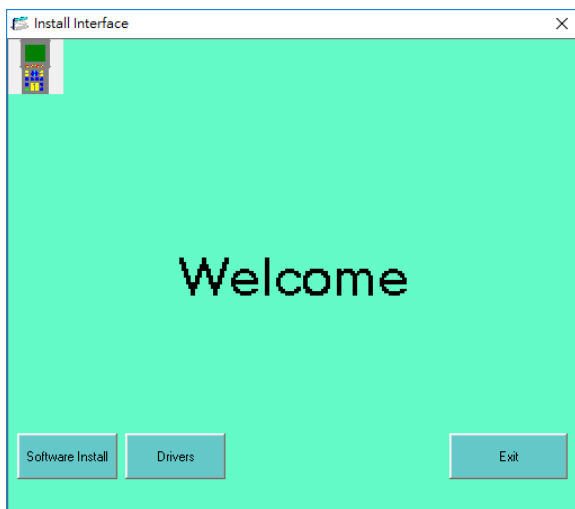 Install Interface
Welcome
Software Install
Drivers
Exit